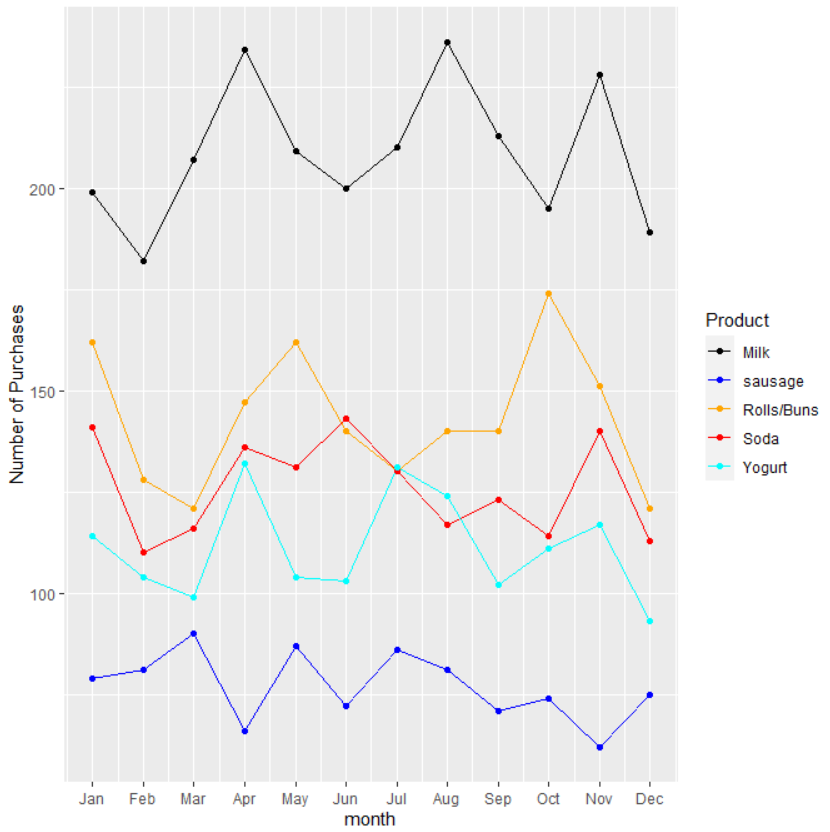 Number of Purchases
200
150
100
Jan Feb Mar Apr May Jun Jul Aug Sep Oct Nov Dec
month
Product
Milk
sausage
Rolls/Buns
Soda
Yogurt